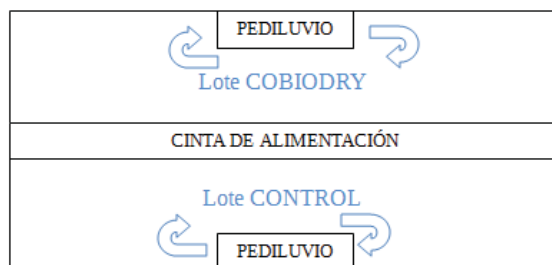 PEDILUVIO
Lote COBIODRY
CINTA DE ALIMENTACIÓN
Lote CONTROL
PEDILUVIO